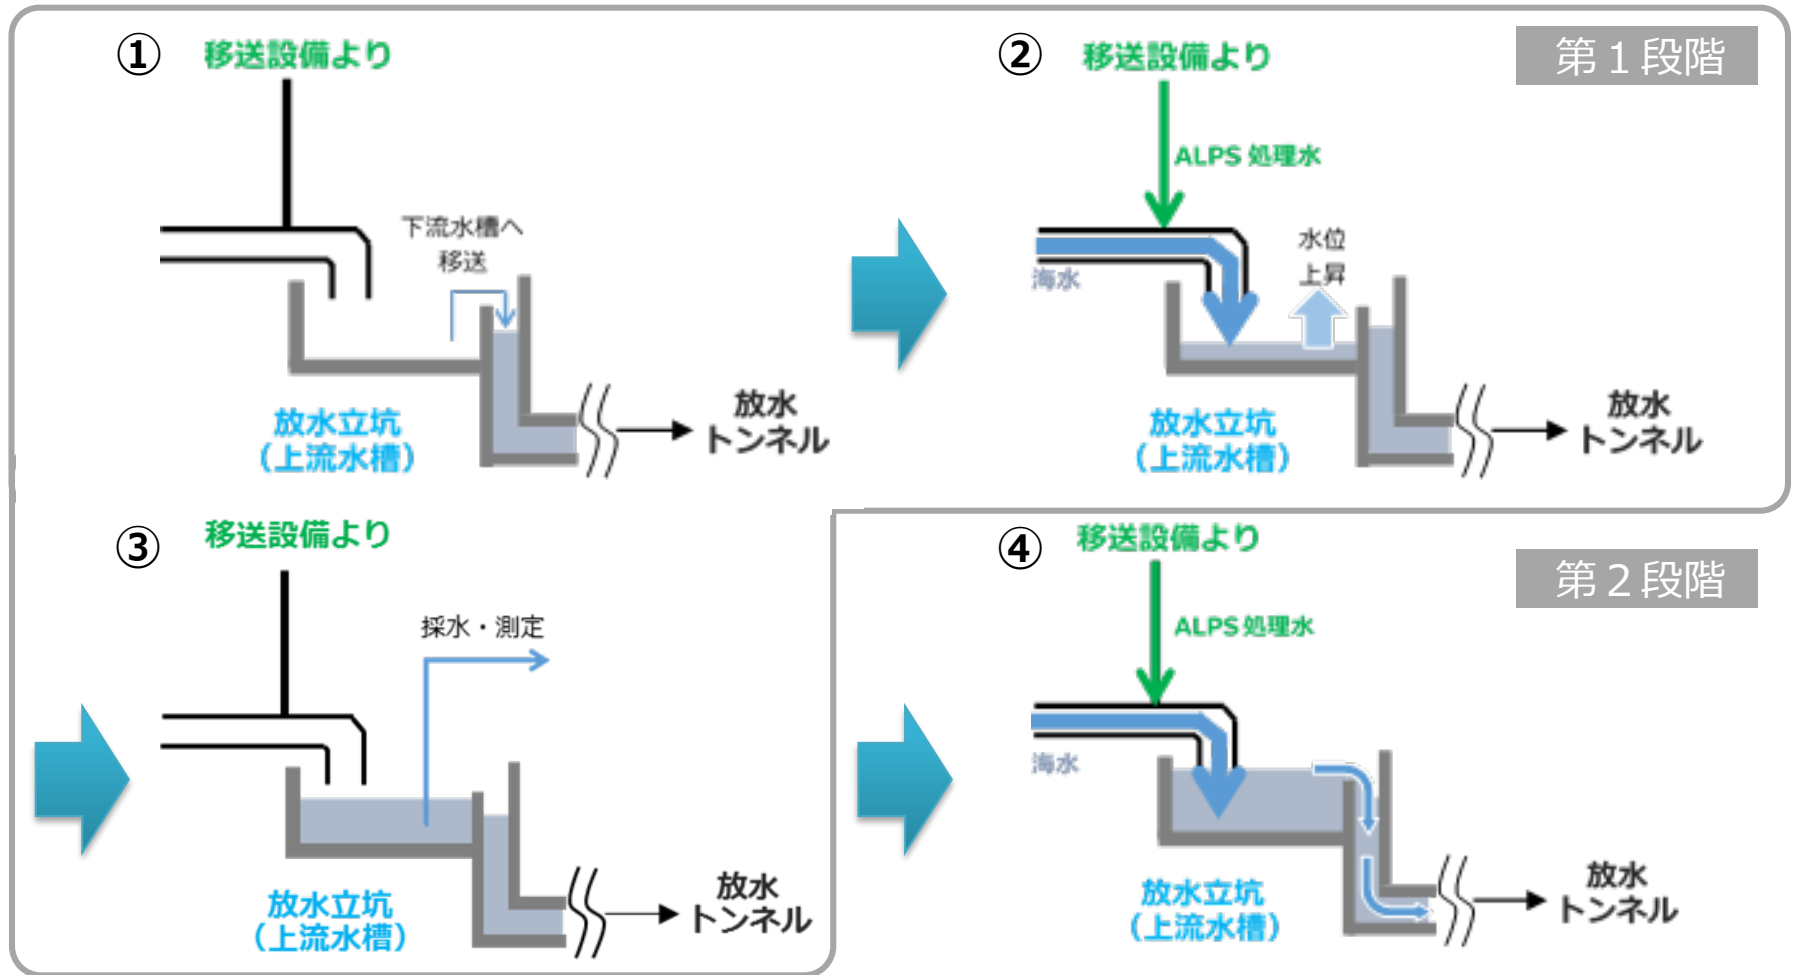 ①
移送設備より
下流水槽へ
移送
放水立坑
（上流水槽）
放水
トンネル
②
移送設備より
第１段階
ALPS 処理水
海水
水位
上昇
放水立坑
（上流水槽）
放水
トンネル
③
移送設備より
採水・測定
放水立坑
（上流水槽）
放水
トンネル
④
移送設備より
第２段階
ALPS 処理水
海水
放水立坑
（上流水槽）
放水
トンネル